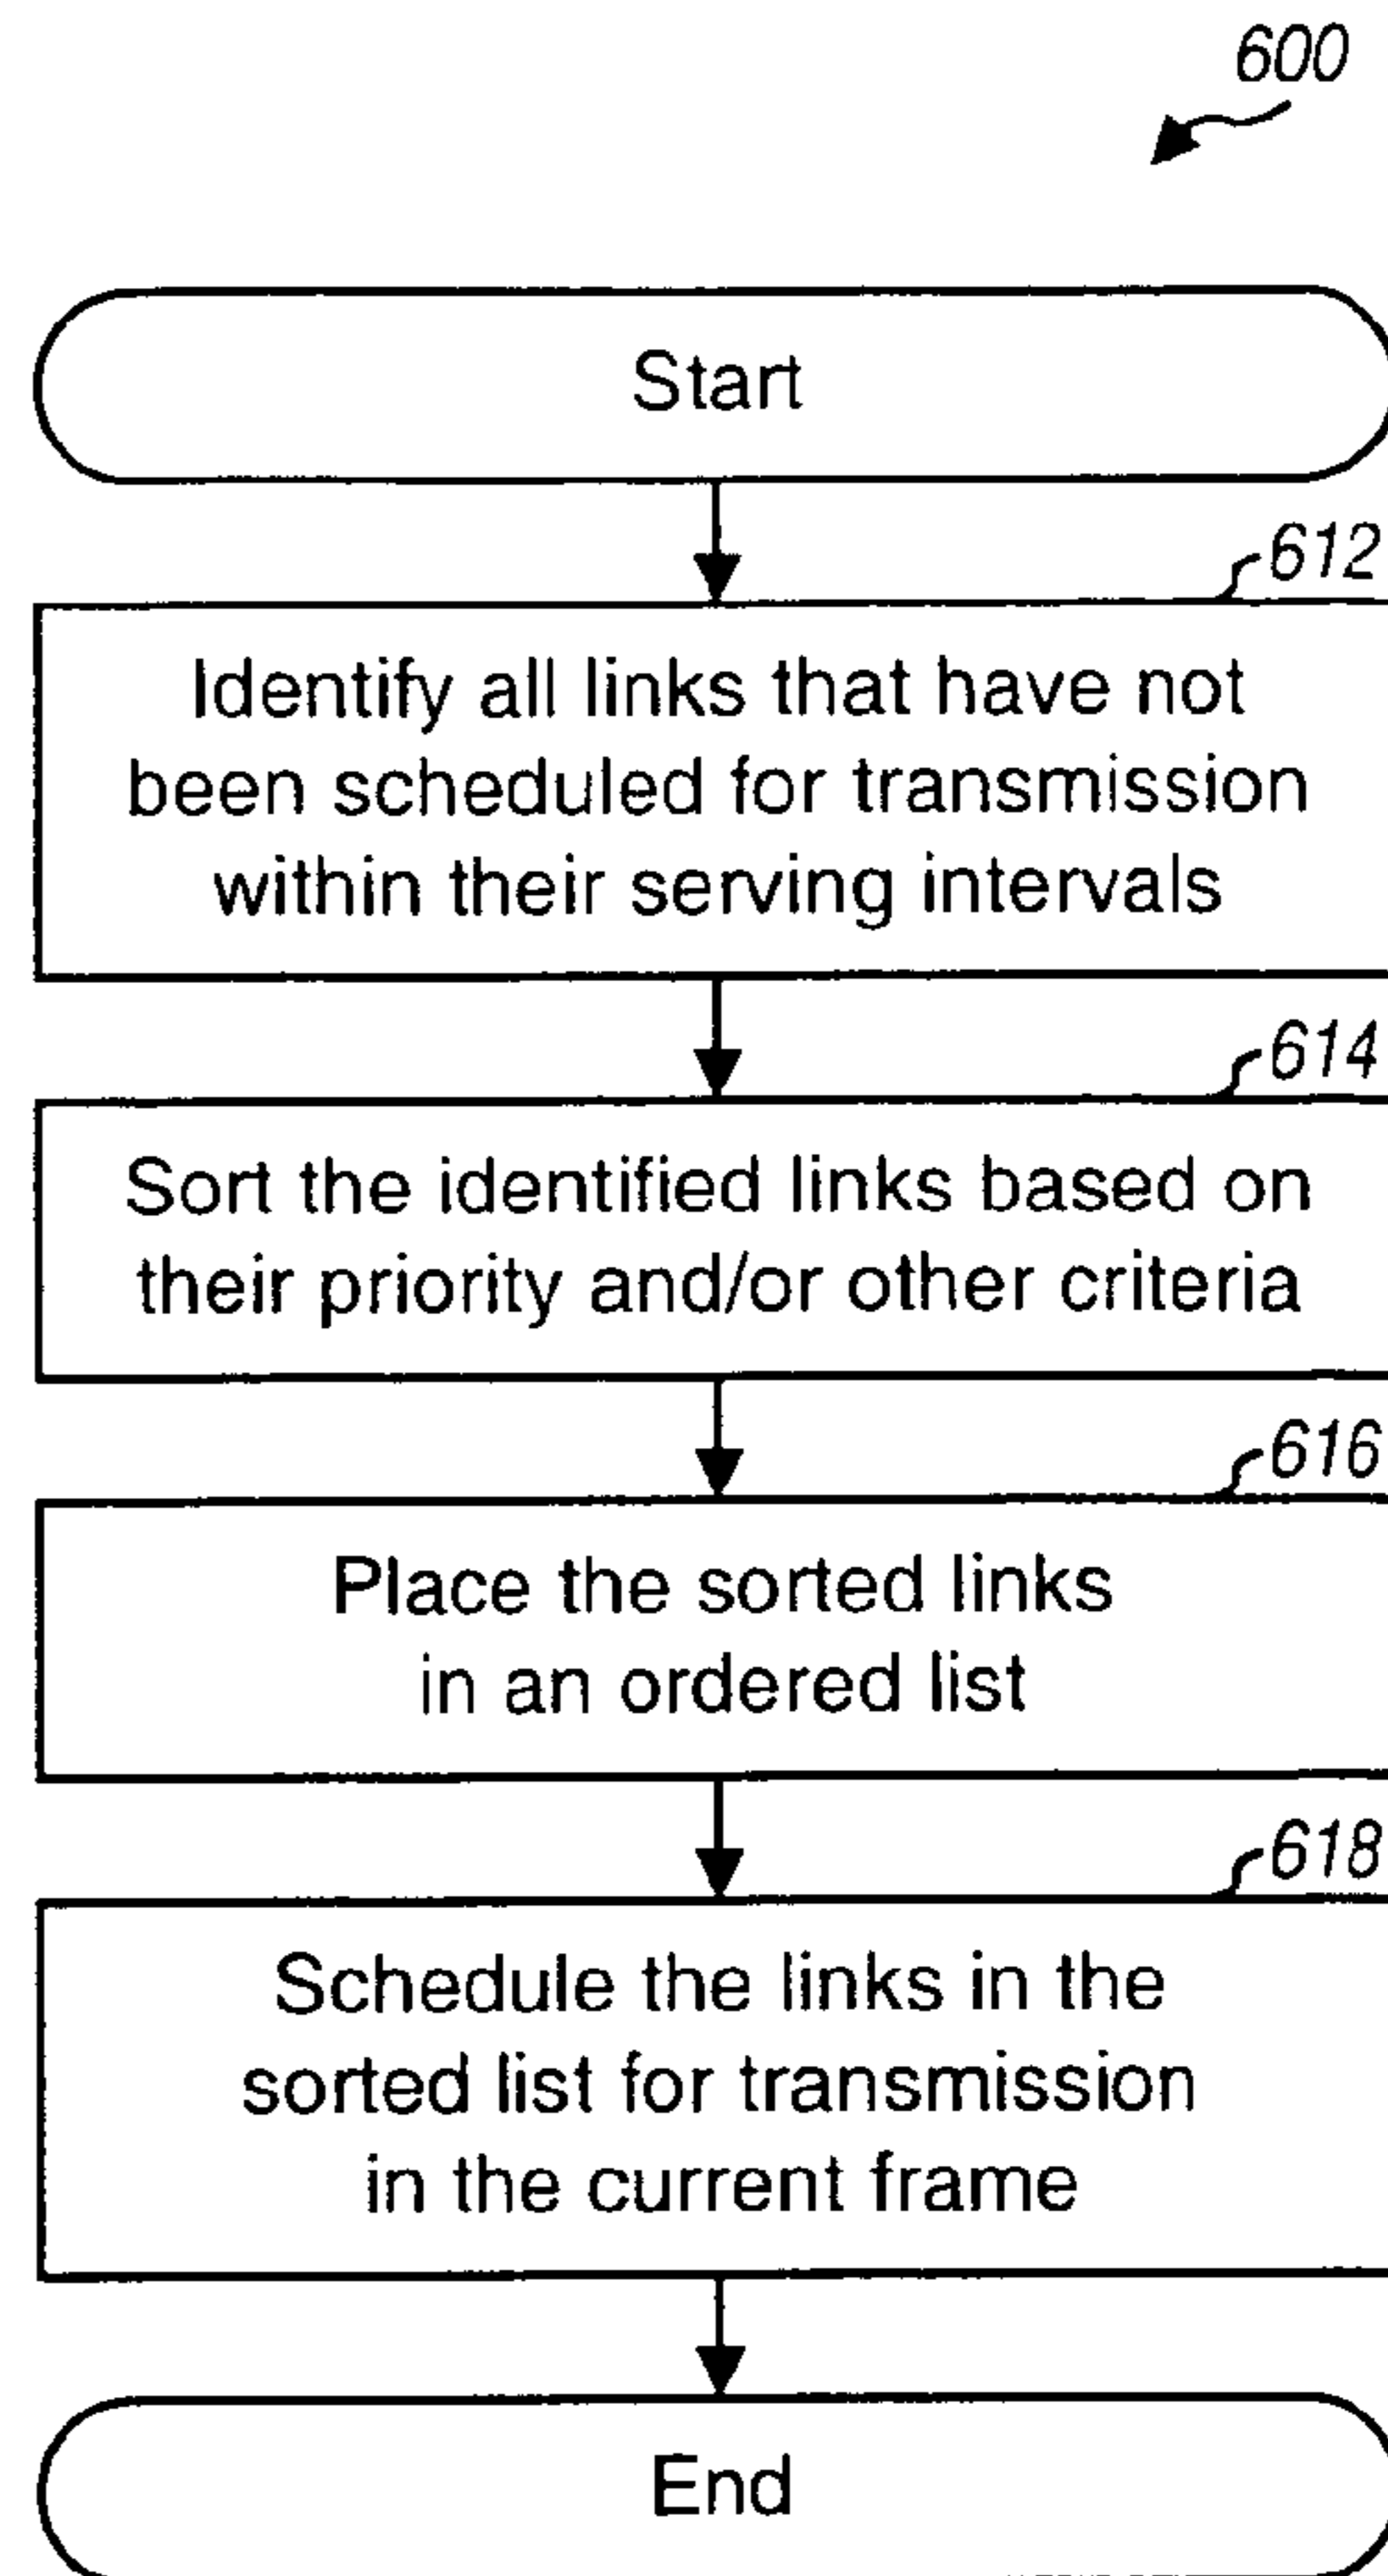 600
Start
612
Identify all links that have not
been scheduled for transmission
within their serving intervals
614
Sort the identified links based on
their priority and/or other criteria
616
Place the sorted links
in an ordered list
618
Schedule the links in the
sorted list for transmission
in the current frame
End